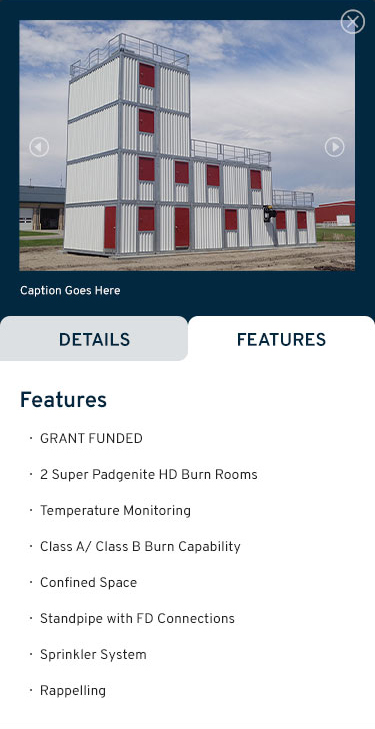 Caption Goes Here
DETAILS
FEATURES
Features
· GRANT FUNDED
· 2 Super Padgenite HD Burn Rooms
· Temperature Monitoring
· Class A/ Class B Burn Capability
· Confined Space
· Standpipe with FD Connections
· Sprinkler System
· Rappelling